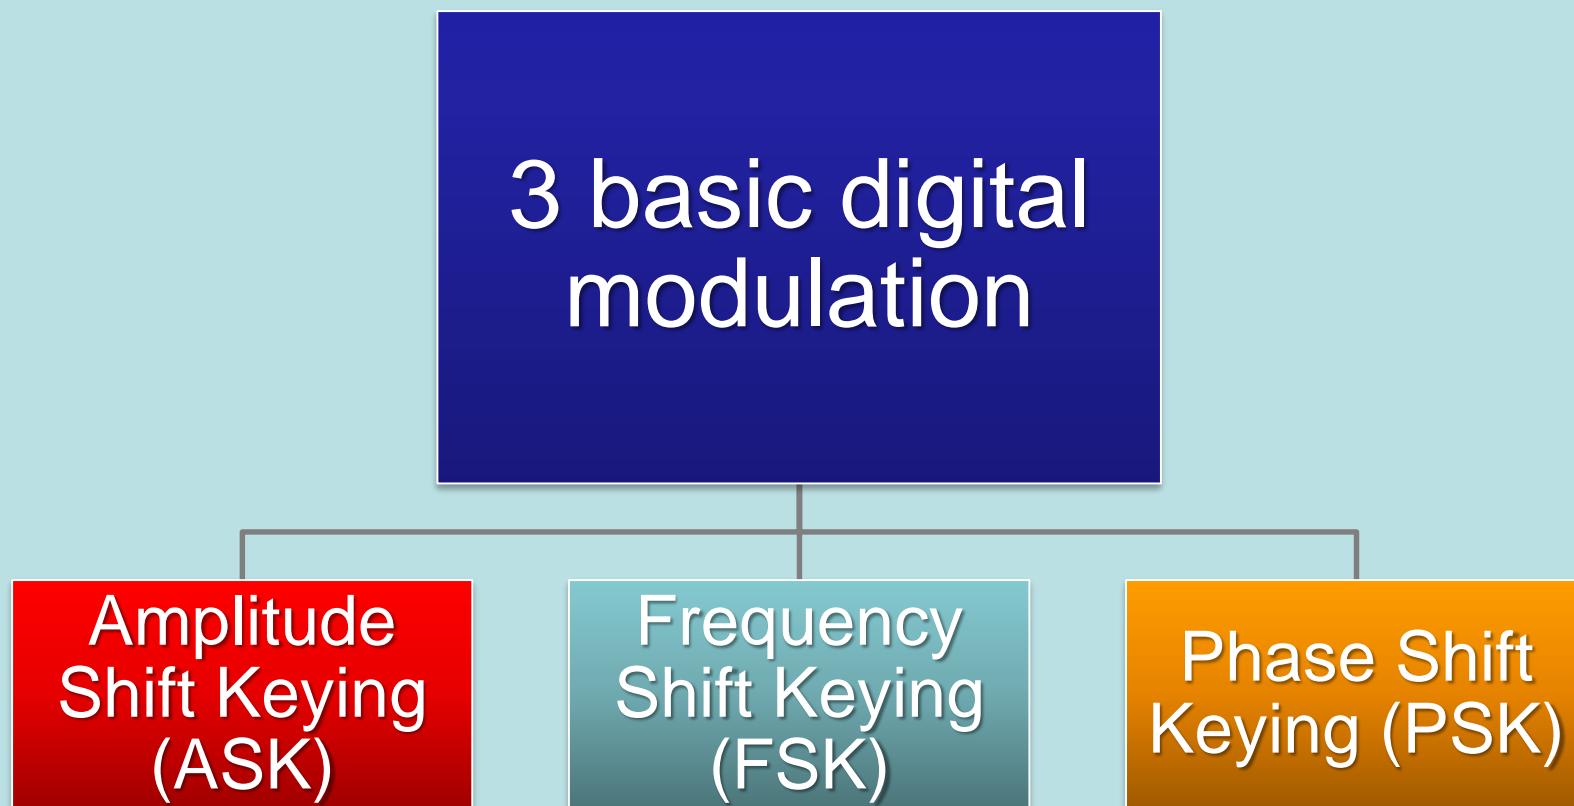 3 basic digital
modulation
Amplitude
Shift Keying
(ASK)
Frequency
Shift Keying
(FSK)
Phase Shift
Keying (PSK)